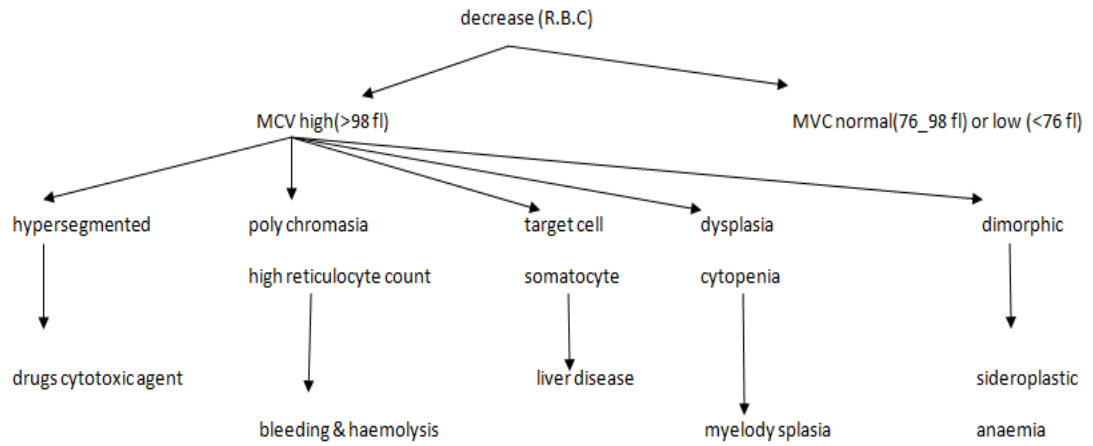 decrease (R.B.C)
MCV high(>98 fl)
MVC normal(76_98 fl) or low (<76 fl)
hypersegmented
poly chromasia
target cell
dysplasia
dimorphic
high reticulocyte count
somatocyte
cytopenia
drugs cytotoxic agent
liver disease
sideroplastic
bleeding & haemolysis
myelody splasia
anaemia